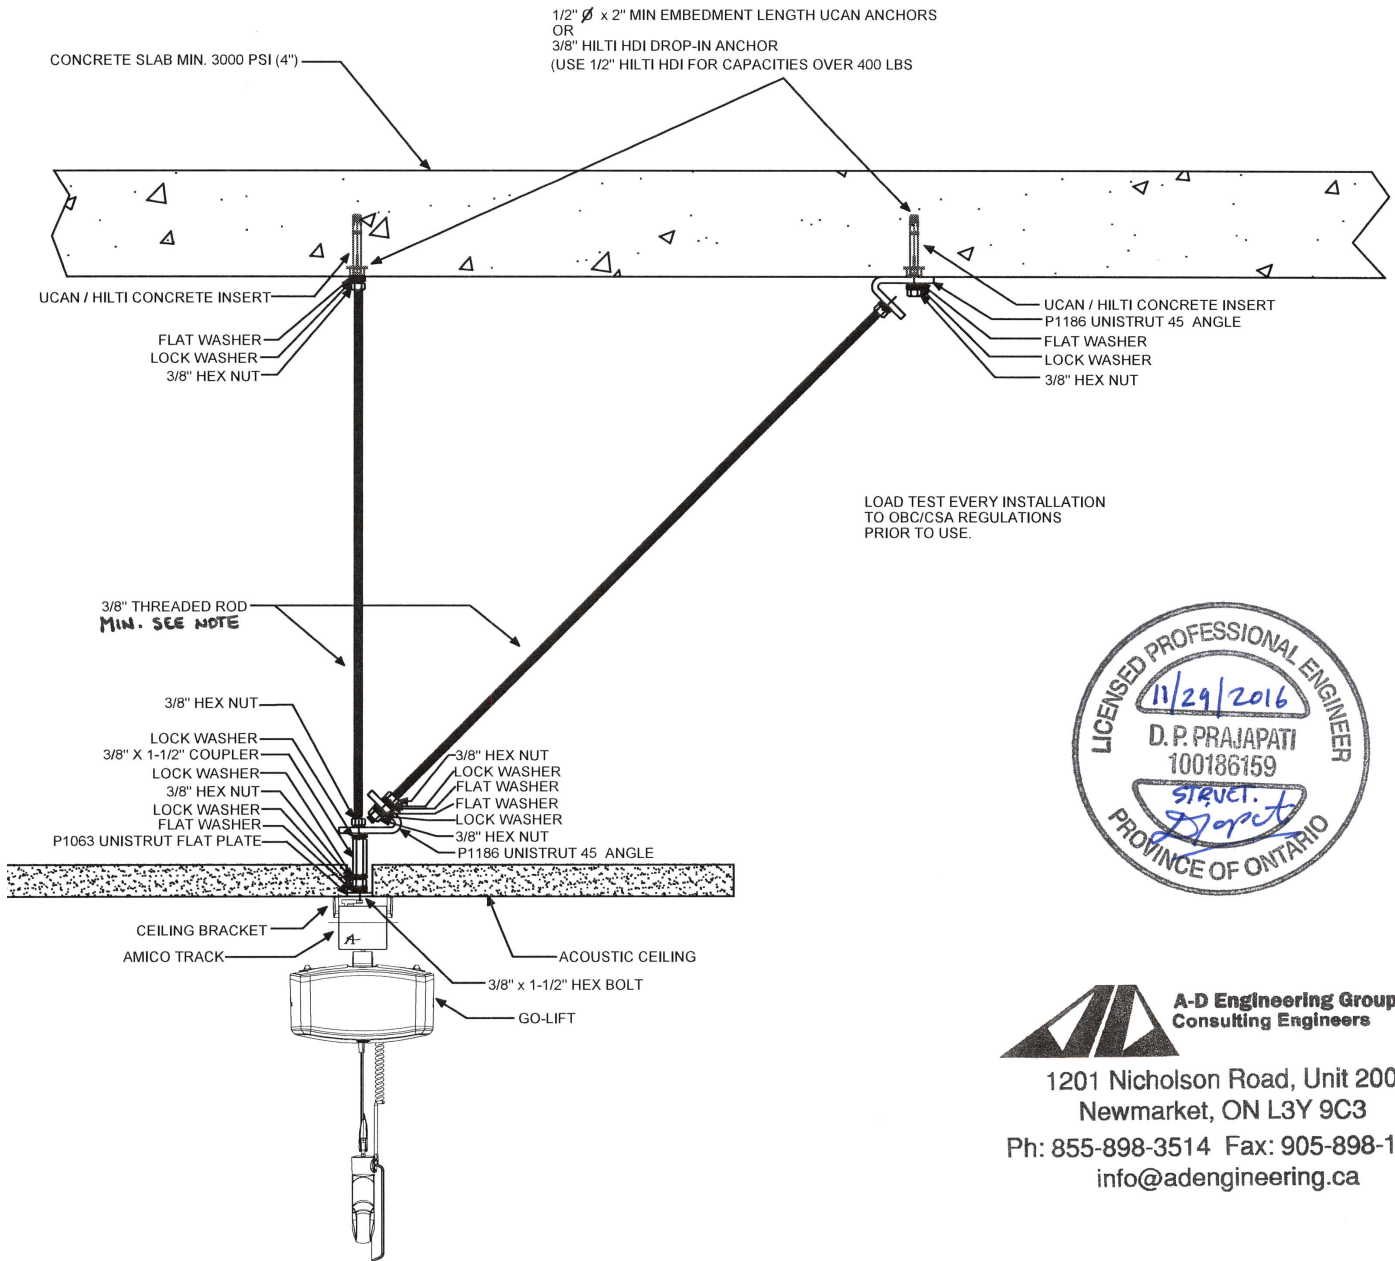 1/2" Ø x 2" MIN EMBEDMENT LENGTH UCAN ANCHORS
OR
3/8" HILTI HDI DROP-IN ANCHOR
(USE 1/2" HILTI HDI FOR CAPACITIES OVER 400 LBS
CONCRETE SLAB MIN. 3000 PSI (4")
UCAN / HILTI CONCRETE INSERT
FLAT WASHER
LOCK WASHER
3/8" HEX NUT
UCAN / HILTI CONCRETE INSERT
P1186 UNISTRUT 45 ANGLE
FLAT WASHER
LOCK WASHER
3/8" HEX NUT
LOAD TEST EVERY INSTALLATION
TO OBC/CSA REGULATIONS
PRIOR TO USE.
3/8" THREADED ROD
MIN. SEE NOTE
3/8" HEX NUT
LOCK WASHER
3/8" X 1-1/2" COUPLER
LOCK WASHER
3/8" HEX NUT
LOCK WASHER
FLAT WASHER
P1063 UNISTRUT FLAT PLATE
3/8" HEX NUT
LOCK WASHER
FLAT WASHER
FLAT WASHER
LOCK WASHER
3/8" HEX NUT
P1186 UNISTRUT 45 ANGLE
CEILING BRACKET
AMICO TRACK
A
ACOUSTIC CEILING
3/8" x 1-1/2" HEX BOLT
GO-LIFT
LICENSED PROFESSIONAL ENGINEER
11/29/2016
D. P. PRAJAPATI
100186159
STRUCT.
PROVINCE OF ONTARIO
A-D Engineering Group
Consulting Engineers
1201 Nicholson Road, Unit 200
Newmarket, ON L3Y 9C3
Ph: 855-898-3514 Fax: 905-898-1
info@adengineering.ca